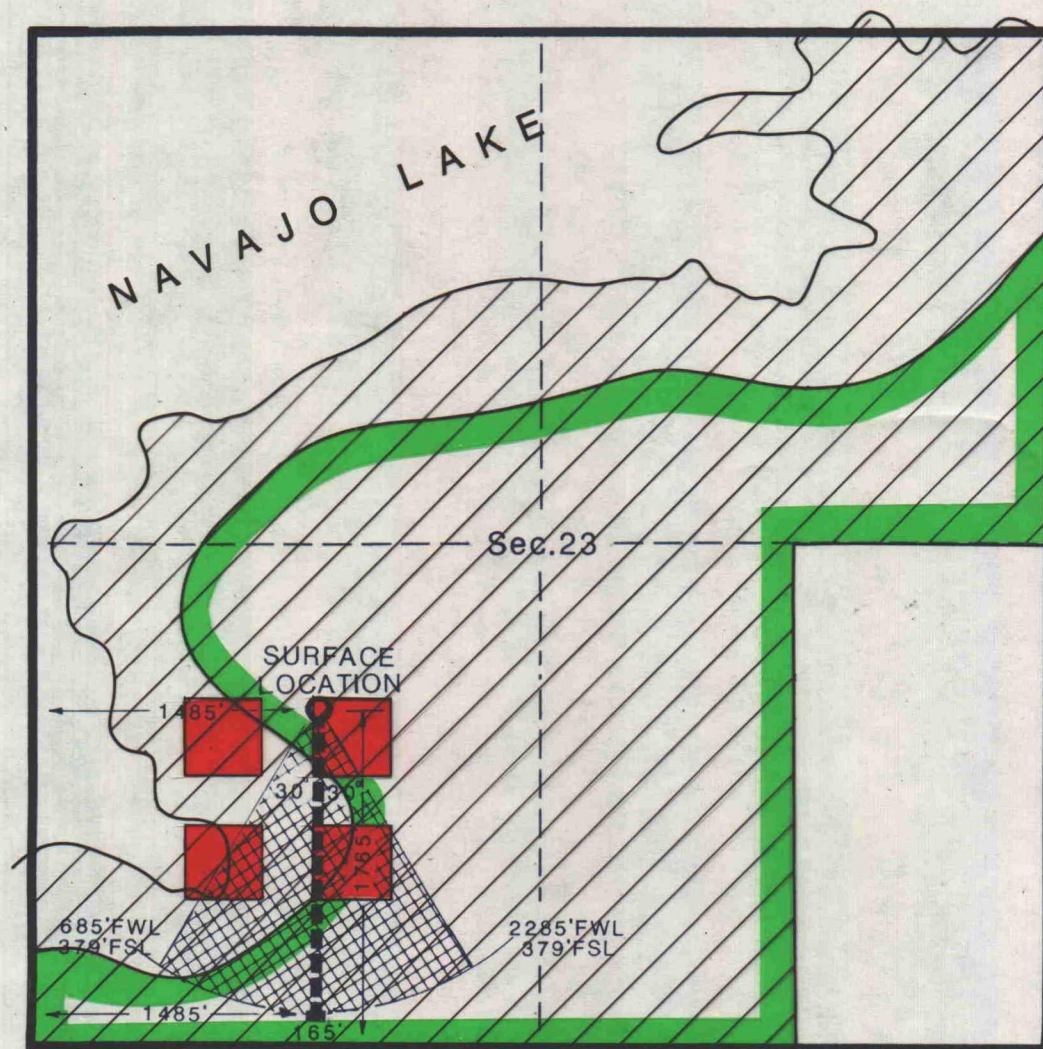 NAVAJO LAKE
Sec.23
SURFACE
LOCATION
1485'
30° 30°
1765'
685'FWL
379'FSL
2285'FWL
379'FSL
1485'
165'